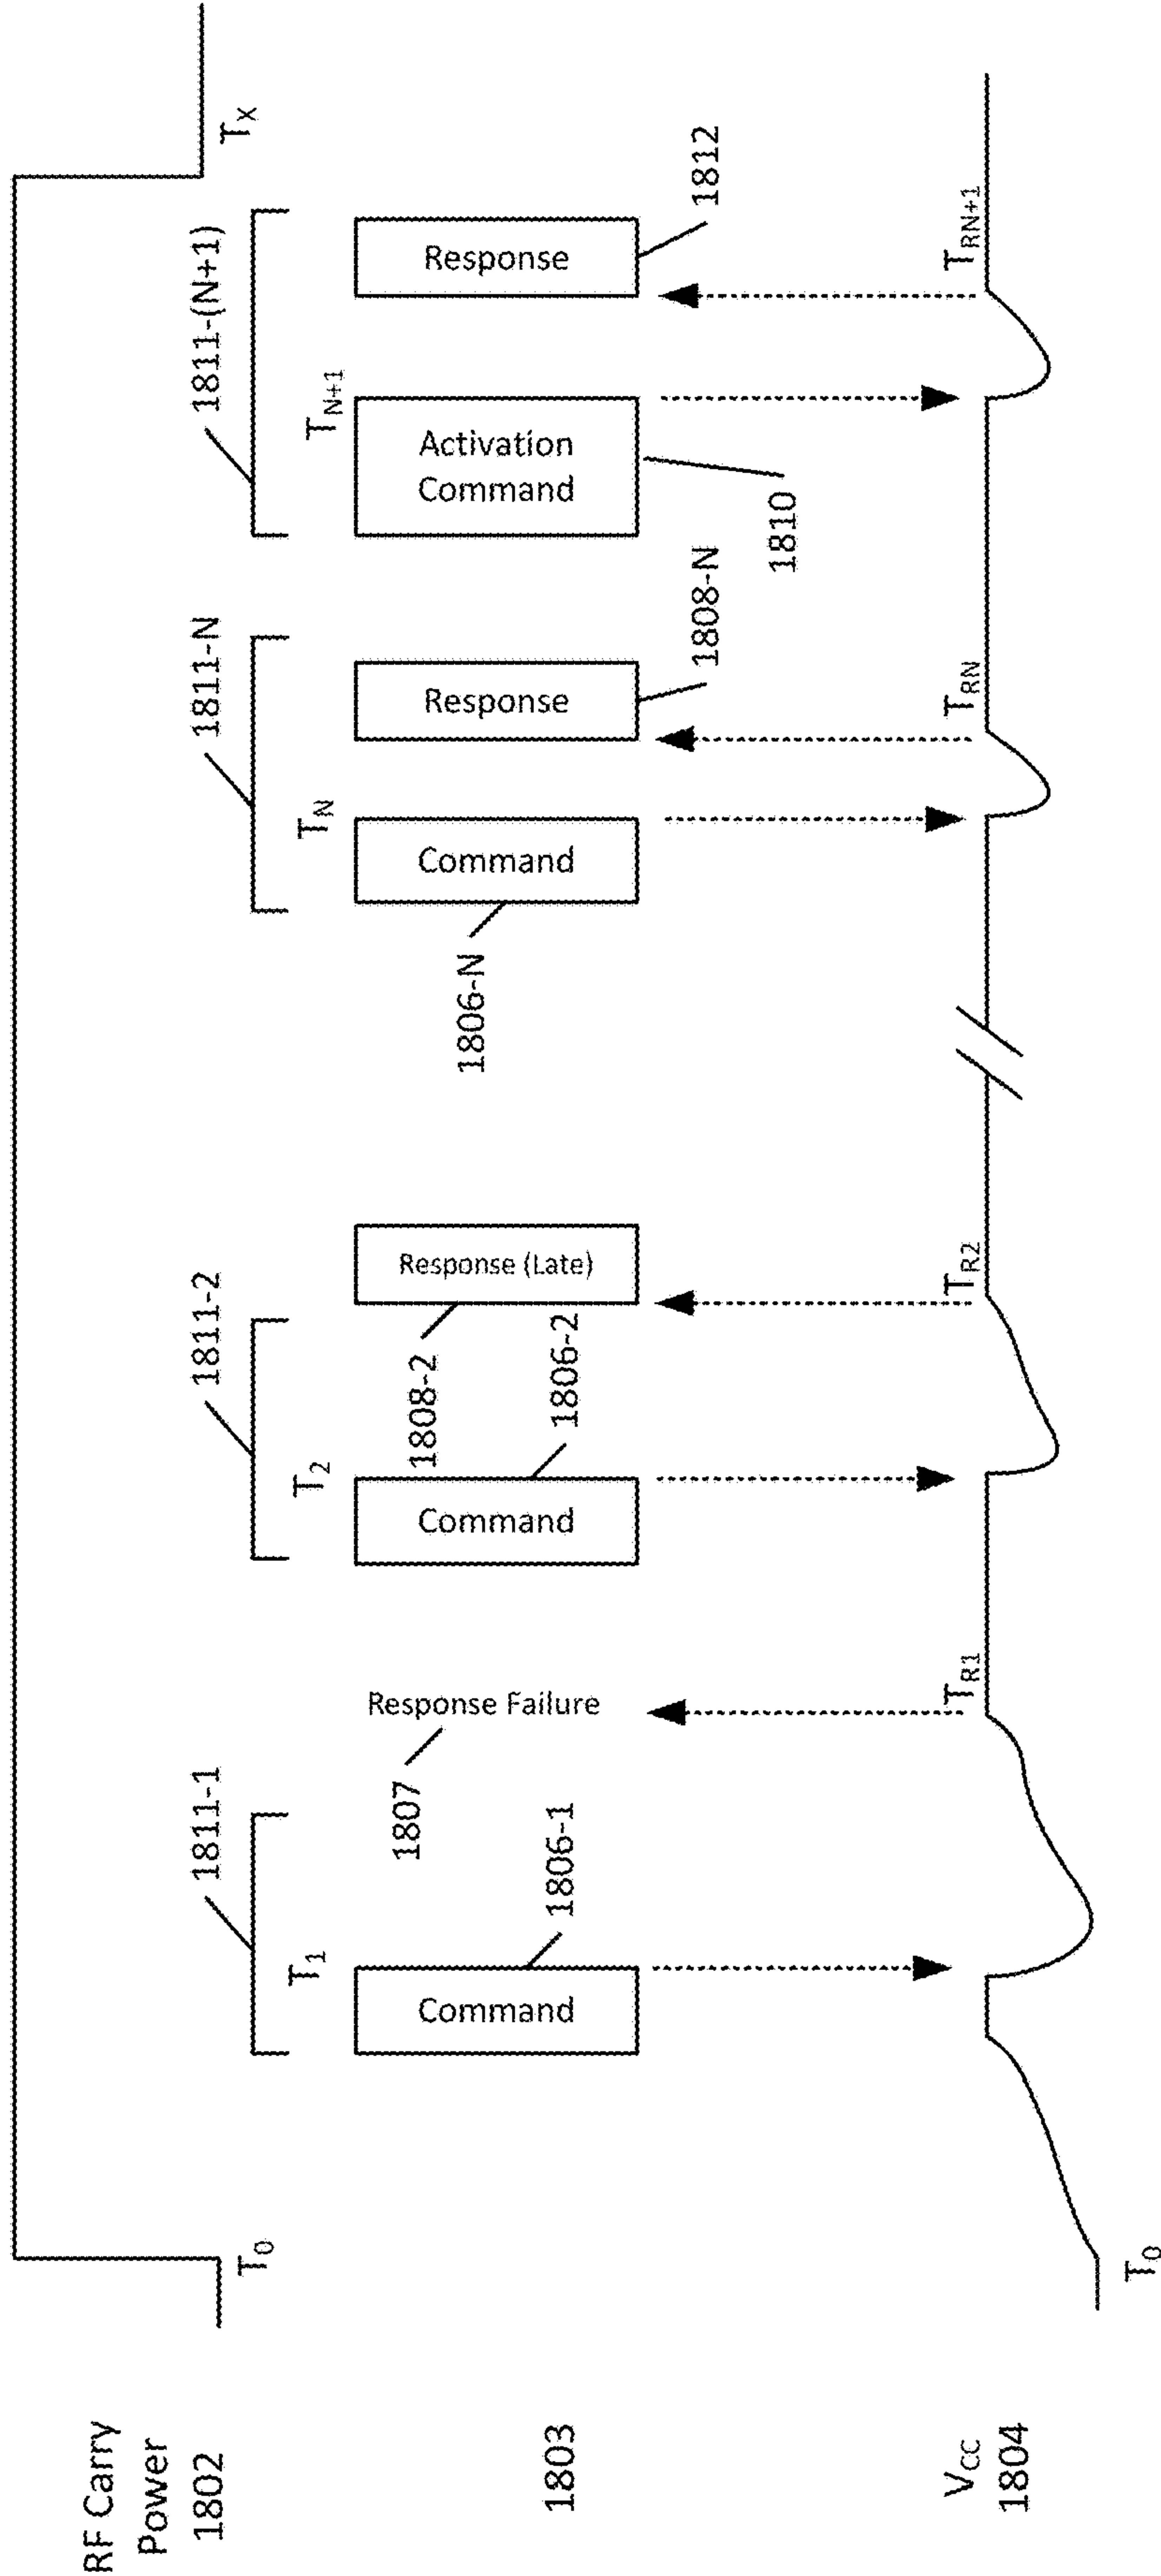 RF Carry
Power
1802
T0
TX
1811-1
1811-2
1811-N
1811-(N+1)
T1
T2
TN
TN+1
1803
Command
1806-1
Response Failure
1807
Command
1806-2
Response (Late)
1808-2
Command
1806-N
Response
1808-N
Activation
Command
1810
Response
1812
VCC
1804
T0
TR1
TR2
TRN
TRN+1